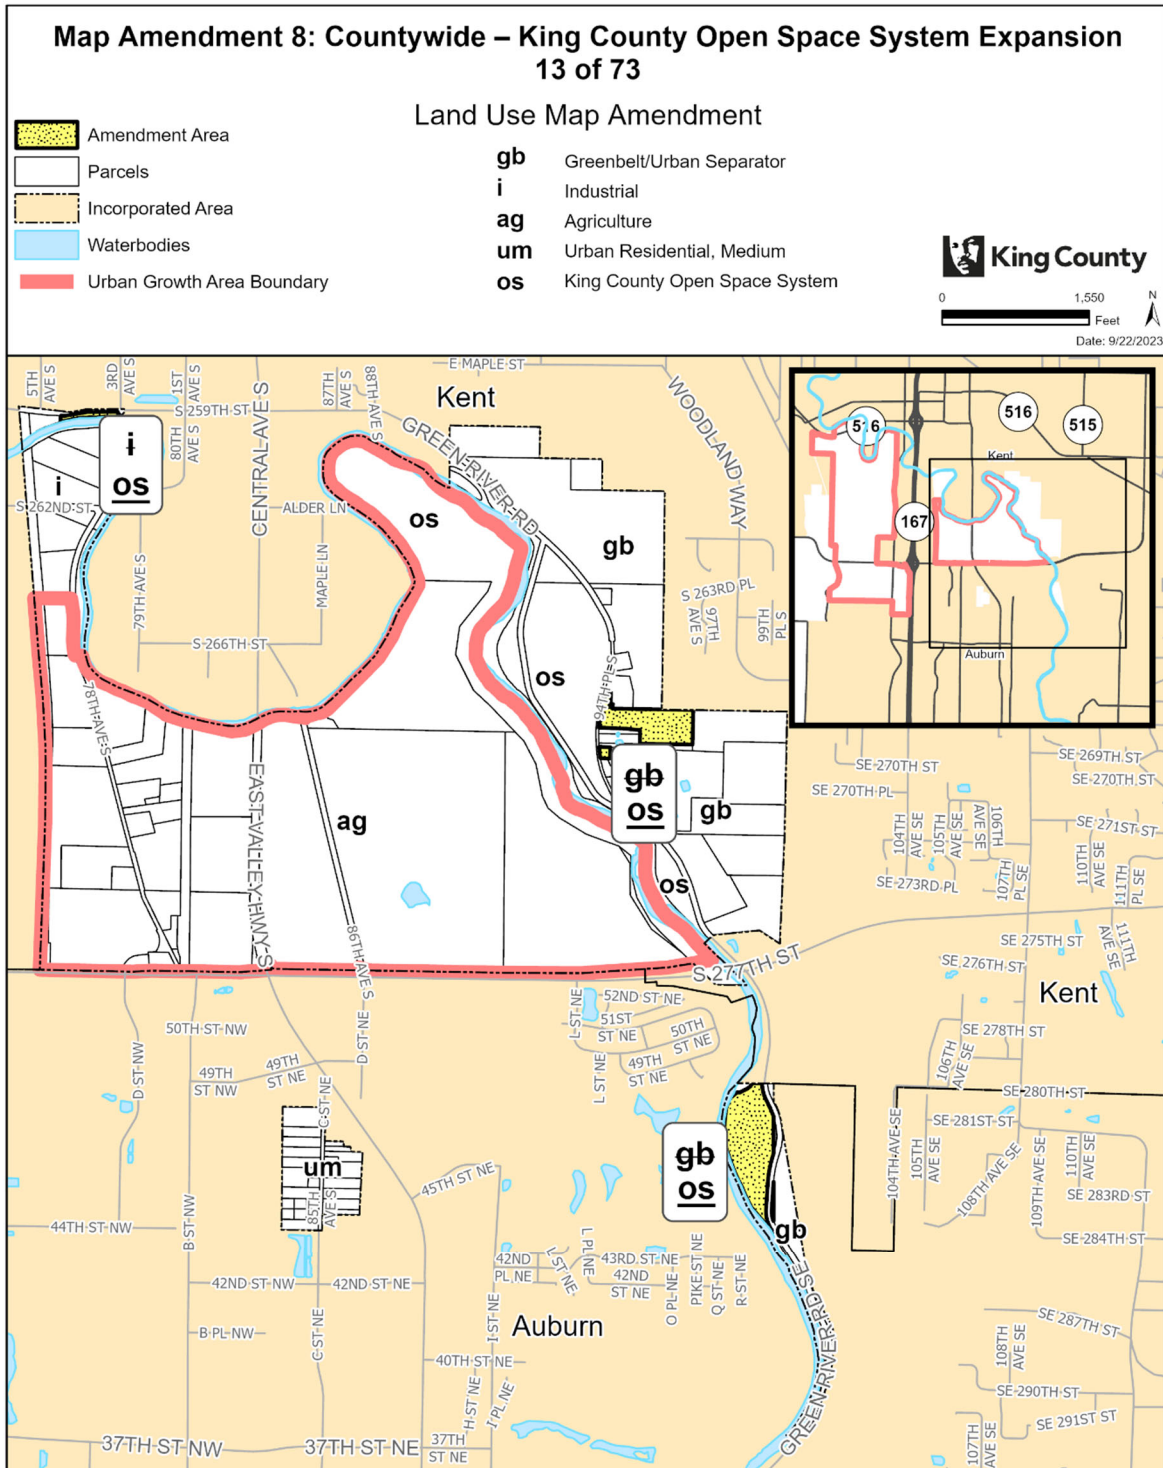 Map Amendment 8: Countywide – King County Open Space System Expansion
13 of 73
Land Use Map Amendment
Amendment Area
Parcels
Incorporated Area
Waterbodies
Urban Growth Area Boundary
gb Greenbelt/Urban Separator
i Industrial
ag Agriculture
um Urban Residential, Medium
os King County Open Space System
King County
0 1,550
Feet
N
Date: 9/22/2023
5TH AVE S
3RD AVE S
1ST AVE S
S 259TH ST
80TH AVE S
CENTRAL AVE S
87TH AVE S
88TH AVE S
E MAPLE ST
Kent
GREEN RIVER RD
WOODLAND WAY
i
os
i
S 262ND ST
ALDER LN
MAPLE LN
79TH AVE S
S 266TH ST
os
gb
S 263RD PL
97TH AVE S
99TH PL S
516
516
515
Kent
167
Auburn
78TH AVE S
os
94TH PL S
gb
os
gb
ag
EAST VALLEY HWY S
86TH AVE S
os
S 277TH ST
SE 270TH ST
SE 270TH PL
SE 269TH ST
SE 270TH ST
104TH AVE SE
105TH AVE SE
106TH AVE SE
SE 271ST ST
SE 273RD PL
107TH PL SE
110TH AVE SE
111TH PL SE
SE 275TH ST
111TH AVE SE
SE 276TH ST
Kent
SE 278TH ST
106TH AVE SE
SE 280TH ST
SE 281ST ST
104TH AVE SE
105TH AVE SE
108TH AVE SE
109TH AVE SE
110TH AVE SE
SE 283RD ST
SE 284TH ST
50TH ST NW
D ST NW
49TH ST NW
49TH ST NE
D ST NE
C ST NE
L ST NE
52ND ST NE
51ST ST NE
50TH ST NE
49TH ST NE
L ST NE
um
85TH AVE S
45TH ST NE
gb
os
gb
44TH ST NW
B ST NW
42ND ST NW
42ND ST NE
42ND PL NE
L ST NE
L PL NE
43RD ST NE
42ND ST NE
O PL NE
PIKE ST NE
Q ST NE
R ST NE
GREEN RIVER RD SE
B PL NW
C ST NE
I ST NE
Auburn
40TH ST NE
H ST NE
I PL NE
37TH ST NW
37TH ST NE
37TH ST NE
SE 287TH ST
108TH AVE SE
SE 290TH ST
SE 291ST ST
107TH AVE SE